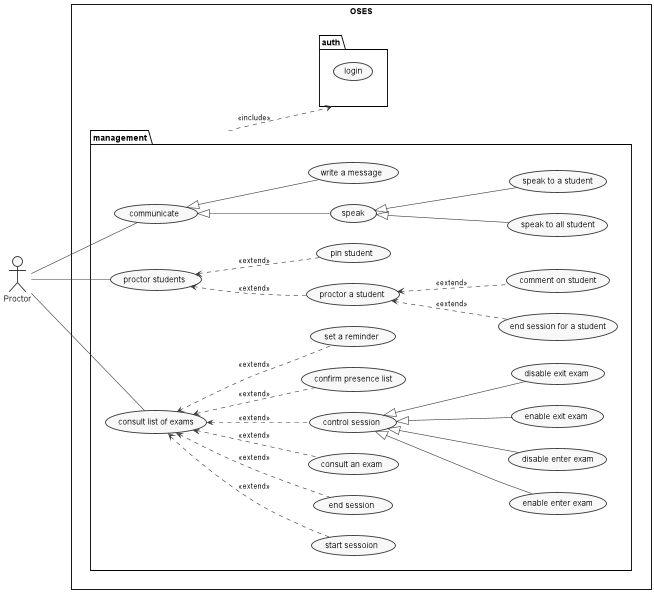 OSES
auth
login
«include»
management
write a message
speak to a student
communicate
speak
speak to all student
pin student
«extend»
proctor students
comment on student
«extend»
«extend»
proctor a student
«extend»
Proctor
end session for a student
set a reminder
«extend»
disable exit exam
confirm presence list
«extend»
enable exit exam
consult list of exams
«extend»
control session
«extend»
disable enter exam
consult an exam
«extend»
end session
enable enter exam
«extend»
start sessoion